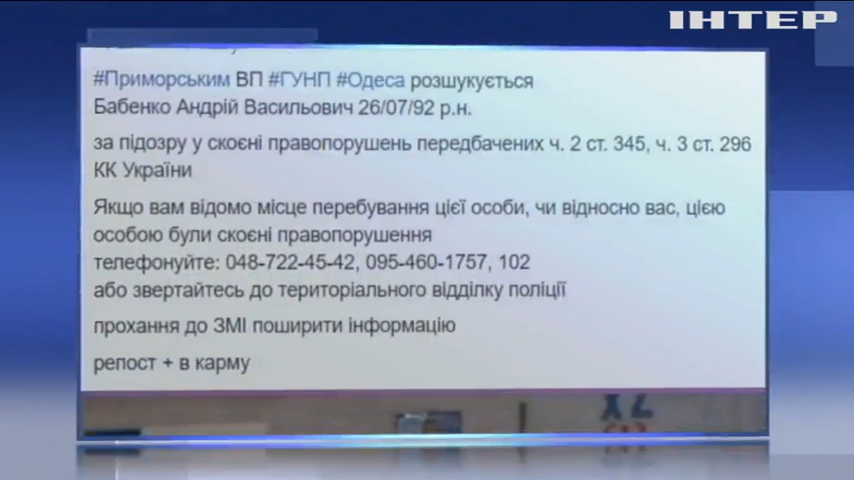 ІНТЕР
#Приморським ВП #ГУНП #Одеса розшукується
Бабенко Андрій Васильович 26/07/92 р.н.
за підозру у скоєні правопорушень передбачених ч. 2 ст. 345, ч. 3 ст. 296
КК України
Якщо вам відомо місце перебування цієї особи, чи відносно вас, цією
особою були скоєні правопорушення
телефонуйте: 048-722-45-42, 095-460-1757, 102
або звертайтесь до територіального відділку поліції
прохання до ЗМІ поширити інформацію
репост + в карму